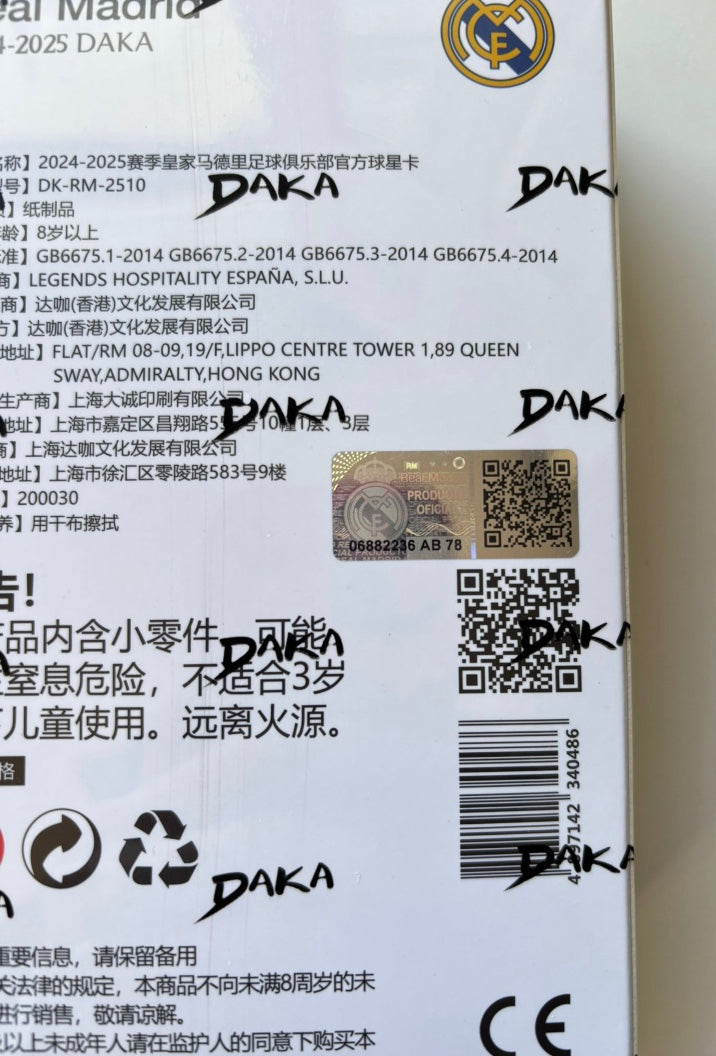 eal Madrid
4-2025 DAKA
称】2024-2025赛季皇家马德里足球俱乐部官方球星卡
号】DK-RM-2510
】纸制品
龄】8岁以上
准】GB6675.1-2014 GB6675.2-2014 GB6675.3-2014 GB6675.4-2014
商】LEGENDS HOSPITALITY ESPAÑA, S.L.U.
商】达咖(香港)文化发展有限公司
方】达咖(香港)文化发展有限公司
地址】FLAT/RM 08-09,19/F,LIPPO CENTRE TOWER 1,89 QUEEN
SWAY,ADMIRALTY,HONG KONG
生产商】上海大诚印刷有限公司
地址】上海市嘉定区昌翔路 号10幢1层、3层
商】上海达咖文化发展有限公司
地址】上海市徐汇区零陵路583号9楼
】200030
养】用干布擦拭
DAKA
DAKA
DAKA
DAKA
RM
Real Madrid
PRODUCTO
OFICIAL
06882236 AB 78
告!
品内含小零件 可能
窒息危险，不适合3岁
儿童使用。远离火源。
DAKA
DAKA
格
340486
DAKA
DAKA
重要信息，请保留备用
关法律的规定，本商品不向未满8周岁的未
进行销售，敬请谅解。
及以上未成年人请在监护人的同意下购买本
CE